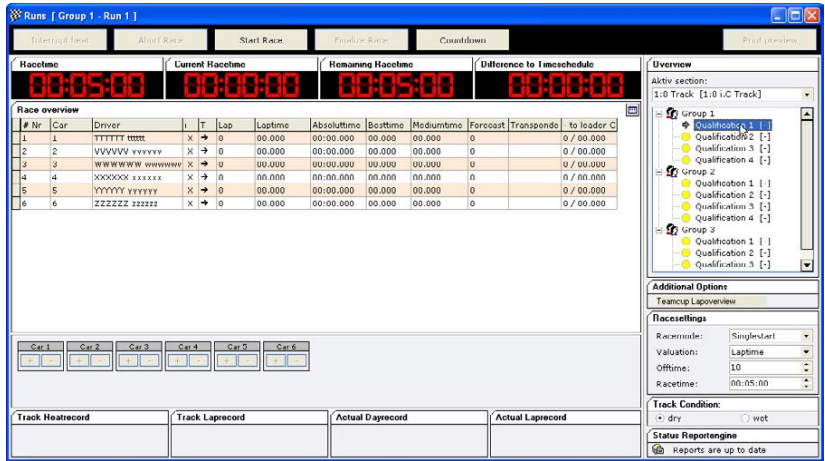 Runs [ Group 1 - Run 1 ]
Interrupt heat Abort Race Start Race Finalize Race Countdown Print preview
Racetime Current Racetime Remaining Racetime Difference to Timeschedule Overview
00:05:00 00:00:00 00:05:00 00:00:00
Aktiv section:
1:8 Track [1:8 i.C Track]
Race overview
# Nr Car Driver T Lap Laptime Absoluttime Besttime Mediumtime Forecast Transponde to leader C
1 1 TTTTTT tttttt X ➔ 0 00.000 00:00.000 00.000 00.000 0 0 / 00.000
2 2 VVVVVV vvvvvv X ➔ 0 00.000 00:00.000 00.000 00.000 0 0 / 00.000
3 3 WWWWWW wwwwww X ➔ 0 00.000 00:00.000 00.000 00.000 0 0 / 00.000
4 4 XXXXXX xxxxxx X ➔ 0 00.000 00:00.000 00.000 00.000 0 0 / 00.000
5 5 YYYYYY yyyyyy X ➔ 0 00.000 00:00.000 00.000 00.000 0 0 / 00.000
6 6 ZZZZZZ zzzzzz X ➔ 0 00.000 00:00.000 00.000 00.000 0 0 / 00.000
Group 1
Qualification 1 [-]
Qualification 2 [-]
Qualification 3 [-]
Qualification 4 [-]
Group 2
Qualification 1 [-]
Qualification 2 [-]
Qualification 3 [-]
Qualification 4 [-]
Group 3
Qualification 1 [-]
Qualification 2 [-]
Qualification 3 [-]
Additional Options
Teamcup Lapoverview
Racesettings
Racemode: Singlestart
Valuation: Laptime
Offtime: 10
Racetime: 00:05:00
Car 1 Car 2 Car 3 Car 4 Car 5 Car 6
+ - + - + - + - + - + -
Track Condition:
dry wet
Track Heatrecord Track Laprecord Actual Dayrecord Actual Laprecord
Status Reportengine
Reports are up to date